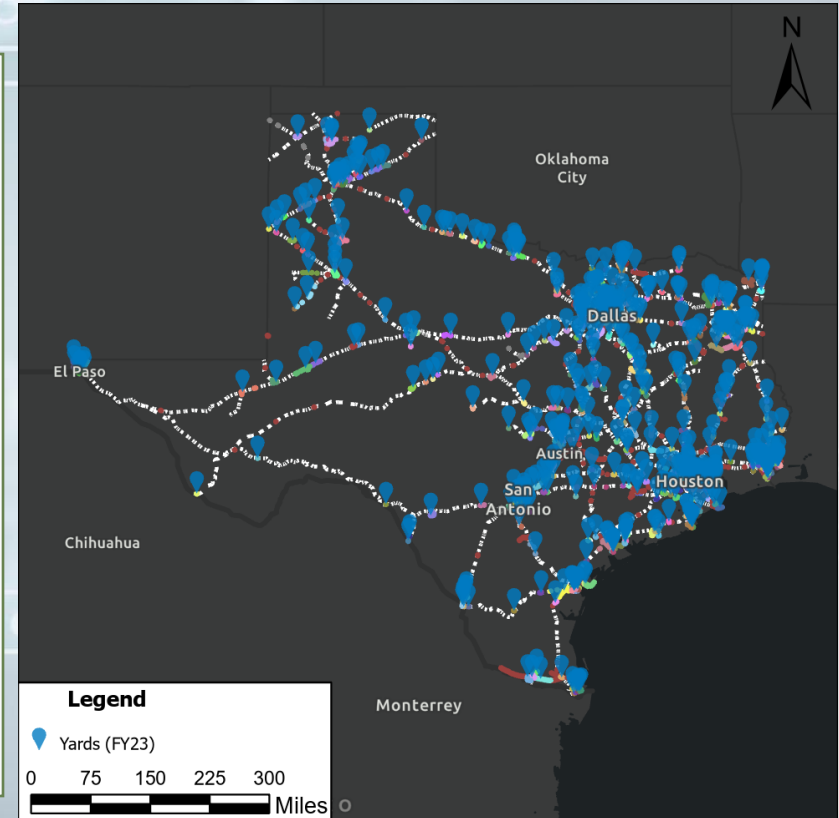 N
Oklahoma
City
Dallas
El Paso
Austin
Houston
San
Antonio
Chihuahua
Monterrey
Legend
Yards (FY23)
0 75 150 225 300
Miles